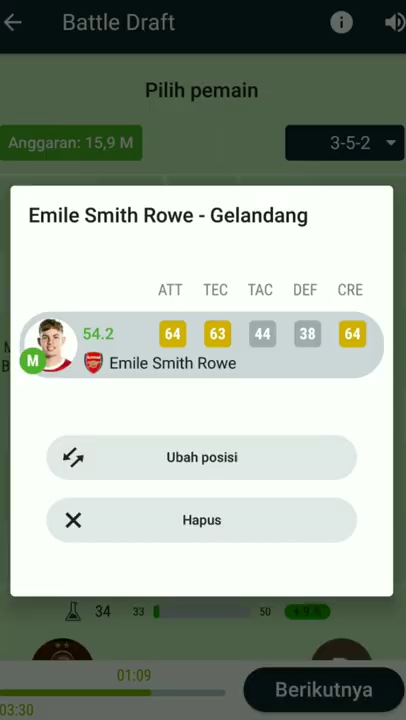 Battle Draft
Pilih pemain
Anggaran: 15,9 M
3-5-2
Emile Smith Rowe - Gelandang
ATT TEC TAC DEF CRE
54.2 64 63 44 38 64
M Emile Smith Rowe
Ubah posisi
Hapus
34 33 50
01:09
03:30
Berikutnya